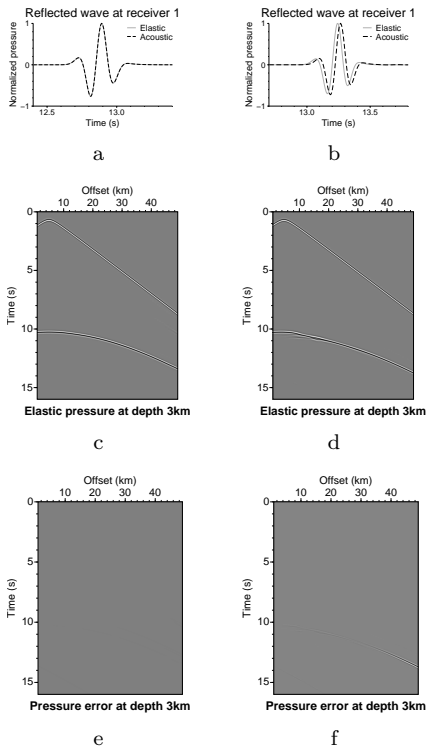 Reflected wave at receiver 1
Normalized pressure
1
0
−1
12.5 13.0
Time (s)
Elastic
Acoustic
a
Reflected wave at receiver 1
Normalized pressure
1
0
−1
13.0 13.5
Time (s)
Elastic
Acoustic
b
Offset (km)
10 20 30 40
Time (s)
0
5
10
15
Elastic pressure at depth 3km
c
Offset (km)
10 20 30 40
Time (s)
0
5
10
15
Elastic pressure at depth 3km
d
Offset (km)
10 20 30 40
Time (s)
0
5
10
15
Pressure error at depth 3km
e
Offset (km)
10 20 30 40
Time (s)
0
5
10
15
Pressure error at depth 3km
f